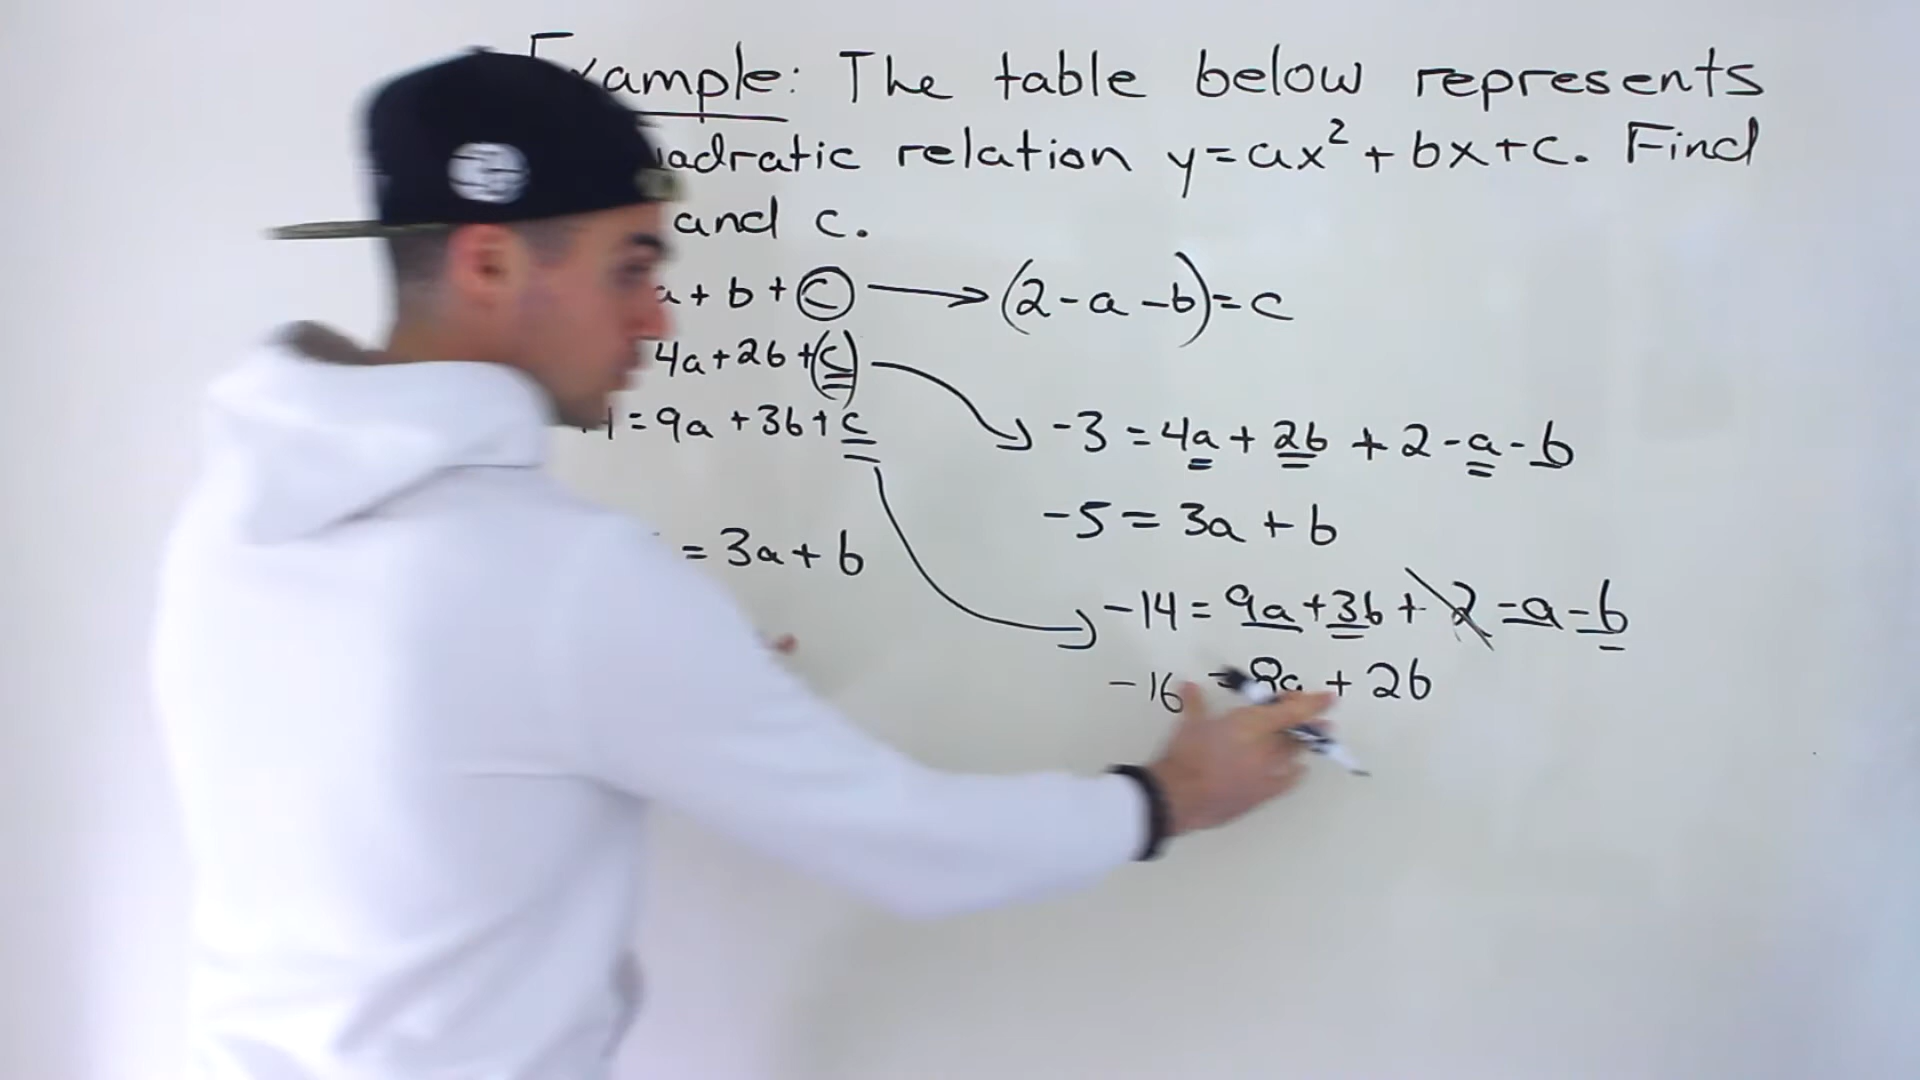 Example: The table below represents
quadratic relation y=ax²+bx+c. Find
and c.
a+b+c → (2-a-b)=c
4a+2b+c
1=9a+3b+c
-3=4a+2b+2-a-b
-5=3a+b
=3a+b
-14=9a+3b+2-a-b
-16=8a+2b